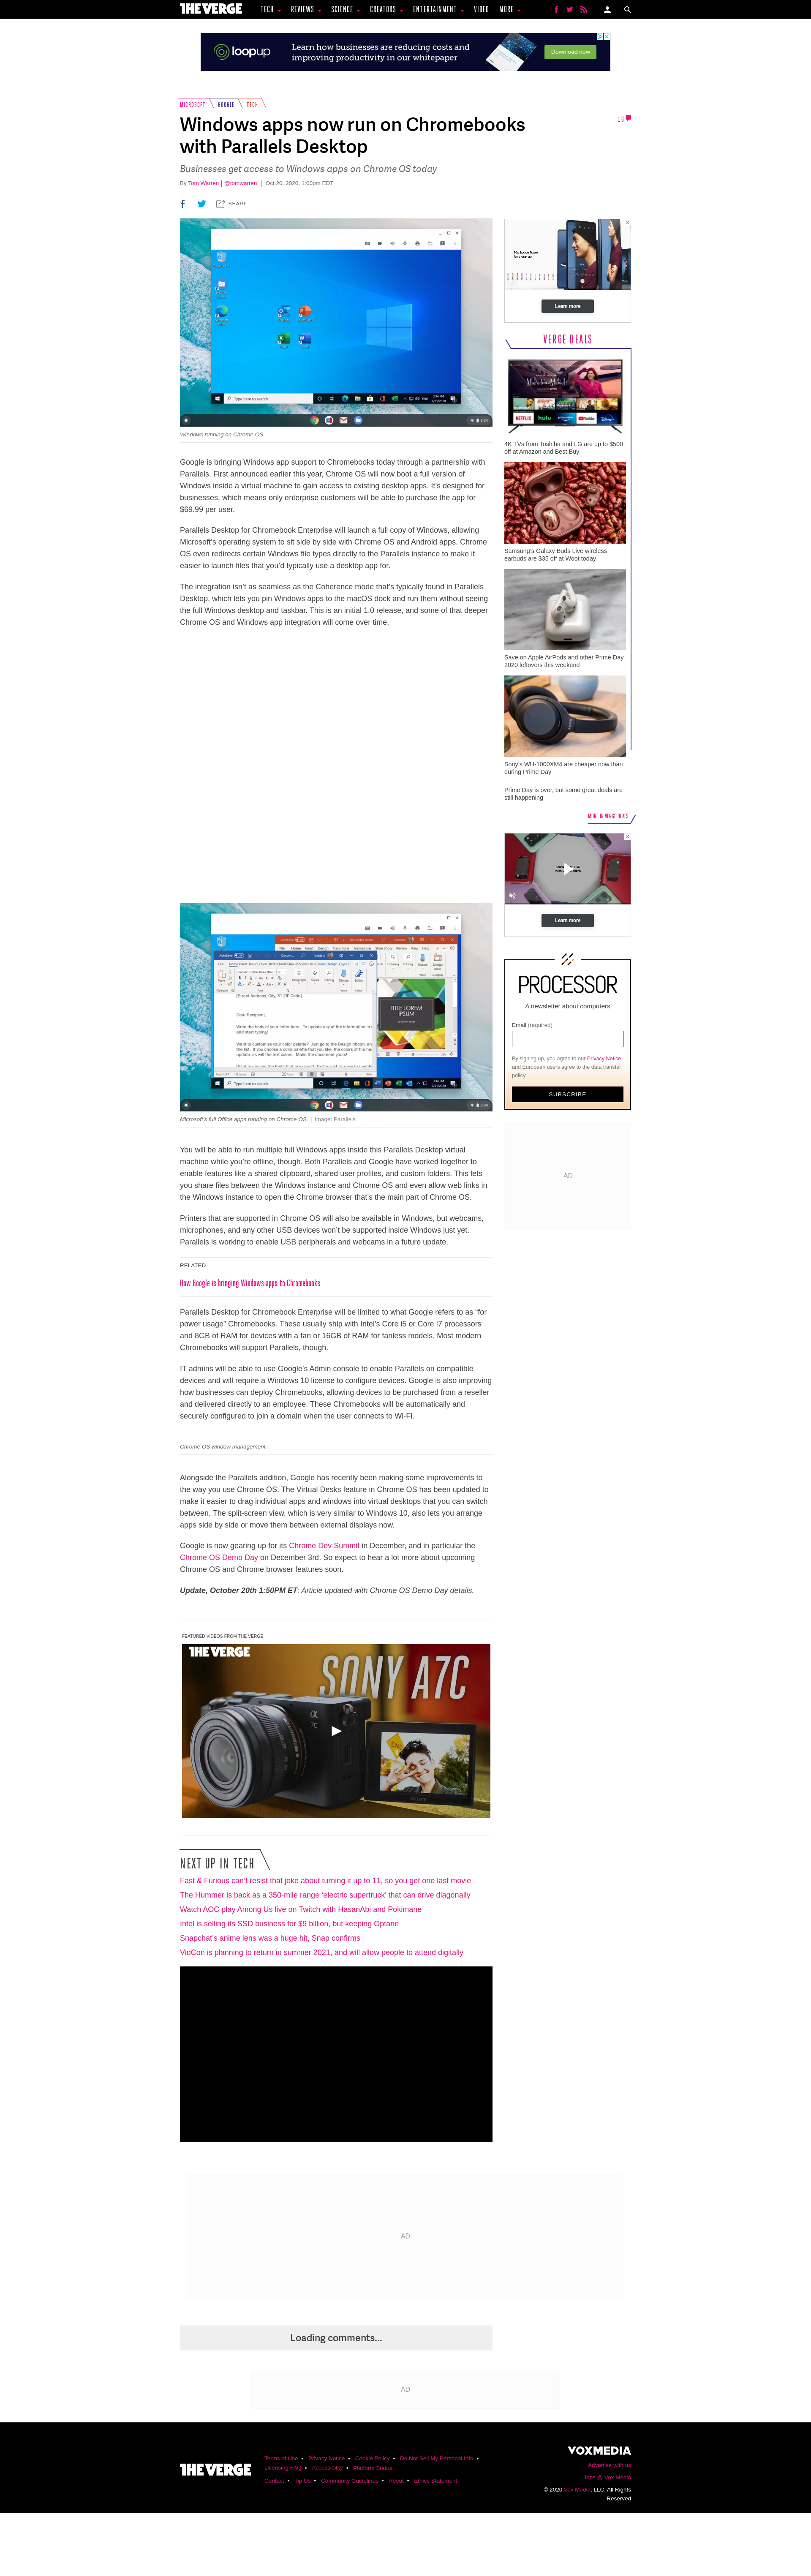 THE VERGE
TECH
REVIEWS
SCIENCE
CREATORS
ENTERTAINMENT
VIDEO
MORE
loopup
Learn how businesses are reducing costs and
improving productivity in our whitepaper
Download now
MICROSOFT
GOOGLE
TECH
Windows apps now run on Chromebooks
with Parallels Desktop
16
Businesses get access to Windows apps on Chrome OS today
By Tom Warren | @tomwarren | Oct 20, 2020, 1:00pm EDT
SHARE
Type here to search
Windows running on Chrome OS.
Google is bringing Windows app support to Chromebooks today through a partnership with
Parallels. First announced earlier this year, Chrome OS will now boot a full version of
Windows inside a virtual machine to gain access to existing desktop apps. It's designed for
businesses, which means only enterprise customers will be able to purchase the app for
$69.99 per user.
Parallels Desktop for Chromebook Enterprise will launch a full copy of Windows, allowing
Microsoft's operating system to sit side by side with Chrome OS and Android apps. Chrome
OS even redirects certain Windows file types directly to the Parallels instance to make it
easier to launch files that you'd typically use a desktop app for.
The integration isn't as seamless as the Coherence mode that's typically found in Parallels
Desktop, which lets you pin Windows apps to the macOS dock and run them without seeing
the full Windows desktop and taskbar. This is an initial 1.0 release, and some of that deeper
Chrome OS and Windows app integration will come over time.
Learn more
VERGE DEALS
NETFLIX
hulu
4K TVs from Toshiba and LG are up to $500
off at Amazon and Best Buy
Samsung's Galaxy Buds Live wireless
earbuds are $35 off at Woot today
Save on Apple AirPods and other Prime Day
2020 leftovers this weekend
Sony's WH-1000XM4 are cheaper now than
during Prime Day
Prime Day is over, but some great deals are
still happening
MORE IN VERGE DEALS
Learn more
PROCESSOR
A newsletter about computers
Email (required)
By signing up, you agree to our Privacy Notice
and European users agree to the data transfer
policy.
SUBSCRIBE
AD
[Street Address, City, ST ZIP Code]
Dear Recipient,
TITLE LOREM
IPSUM
Type here to search
Microsoft's full Office apps running on Chrome OS. | Image: Parallels
You will be able to run multiple full Windows apps inside this Parallels Desktop virtual
machine while you're offline, though. Both Parallels and Google have worked together to
enable features like a shared clipboard, shared user profiles, and custom folders. This lets
you share files between the Windows instance and Chrome OS and even allow web links in
the Windows instance to open the Chrome browser that's the main part of Chrome OS.
Printers that are supported in Chrome OS will also be available in Windows, but webcams,
microphones, and any other USB devices won't be supported inside Windows just yet.
Parallels is working to enable USB peripherals and webcams in a future update.
RELATED
How Google is bringing Windows apps to Chromebooks
Parallels Desktop for Chromebook Enterprise will be limited to what Google refers to as "for
power usage" Chromebooks. These usually ship with Intel's Core i5 or Core i7 processors
and 8GB of RAM for devices with a fan or 16GB of RAM for fanless models. Most modern
Chromebooks will support Parallels, though.
IT admins will be able to use Google's Admin console to enable Parallels on compatible
devices and will require a Windows 10 license to configure devices. Google is also improving
how businesses can deploy Chromebooks, allowing devices to be purchased from a reseller
and delivered directly to an employee. These Chromebooks will be automatically and
securely configured to join a domain when the user connects to Wi-Fi.
Chrome OS window management.
Alongside the Parallels addition, Google has recently been making some improvements to
the way you use Chrome OS. The Virtual Desks feature in Chrome OS has been updated to
make it easier to drag individual apps and windows into virtual desktops that you can switch
between. The split-screen view, which is very similar to Windows 10, also lets you arrange
apps side by side or move them between external displays now.
Google is now gearing up for its Chrome Dev Summit in December, and in particular the
Chrome OS Demo Day on December 3rd. So expect to hear a lot more about upcoming
Chrome OS and Chrome browser features soon.
Update, October 20th 1:50PM ET: Article updated with Chrome OS Demo Day details.
FEATURED VIDEOS FROM THE VERGE
THE VERGE
SONY A7C
NEXT UP IN TECH
Fast & Furious can't resist that joke about turning it up to 11, so you get one last movie
The Hummer is back as a 350-mile range 'electric supertruck' that can drive diagonally
Watch AOC play Among Us live on Twitch with HasanAbi and Pokimane
Intel is selling its SSD business for $9 billion, but keeping Optane
Snapchat's anime lens was a huge hit, Snap confirms
VidCon is planning to return in summer 2021, and will allow people to attend digitally
AD
Loading comments...
AD
THE VERGE
Terms of Use • Privacy Notice • Cookie Policy • Do Not Sell My Personal Info •
Licensing FAQ • Accessibility • Platform Status
Contact • Tip Us • Community Guidelines • About • Ethics Statement
VOXMEDIA
Advertise with us
Jobs @ Vox Media
© 2020 Vox Media, LLC. All Rights
Reserved